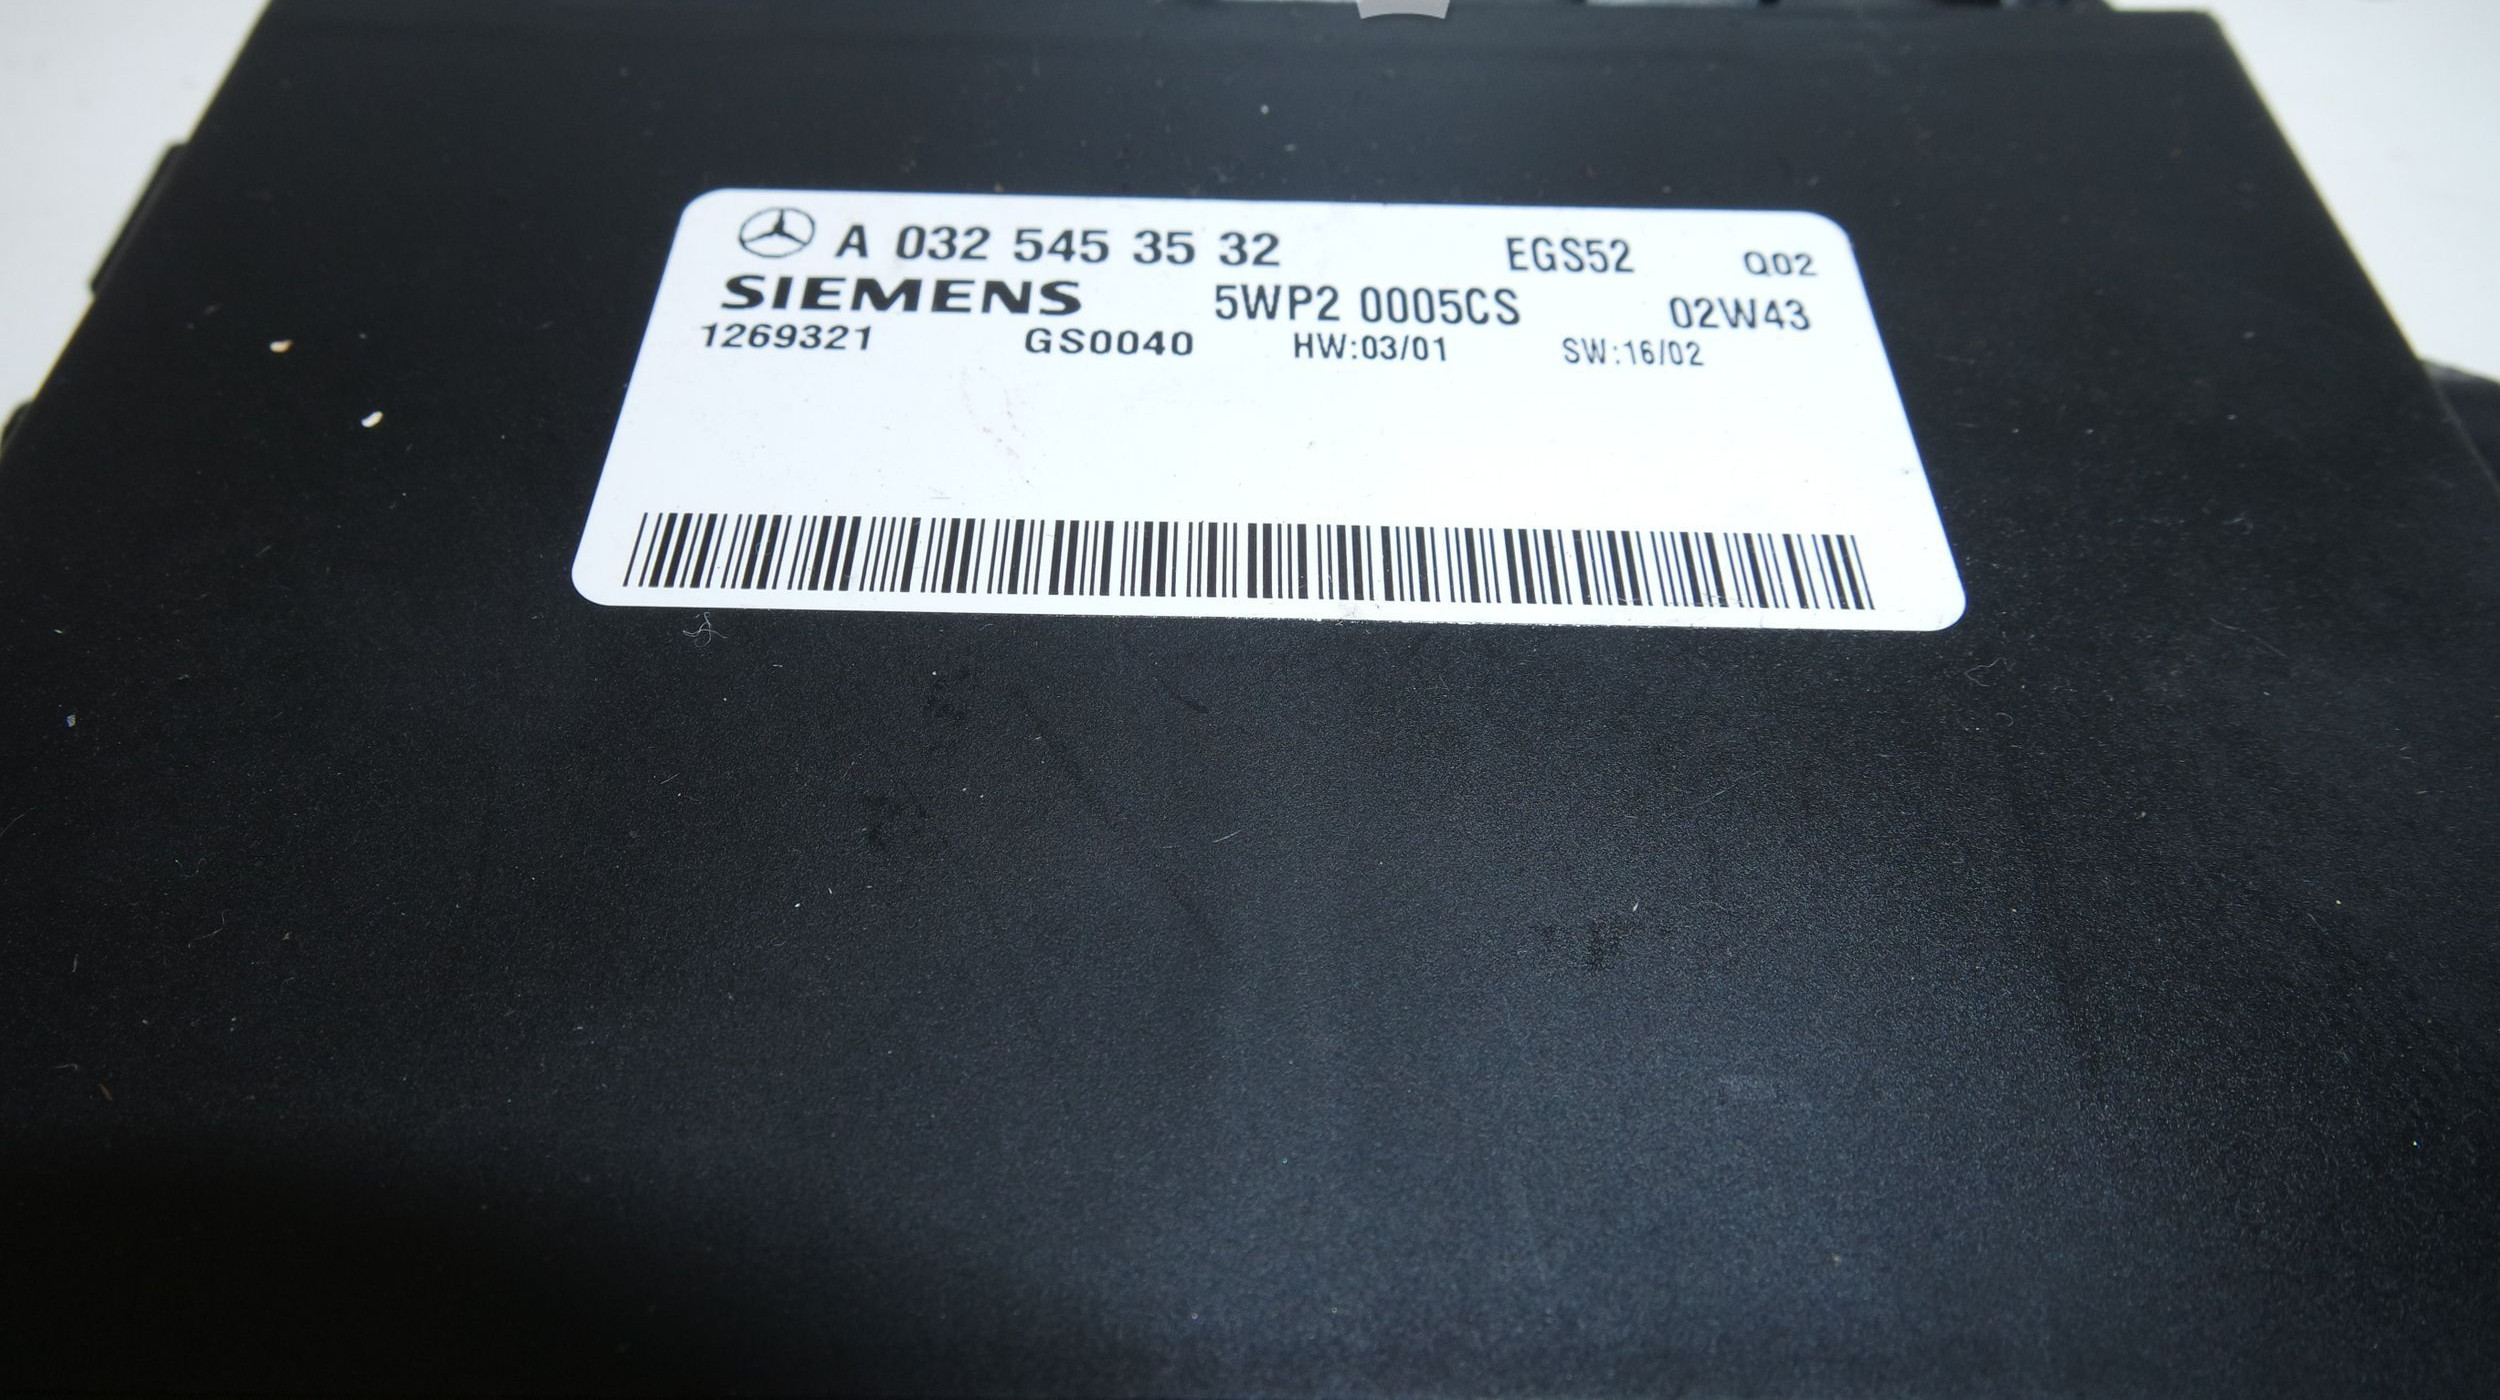 A 032 545 35 32 EGS52 Q02
SIEMENS 5WP2 0005CS 02W43
1269321 GS0040 HW:03/01 SW:16/02